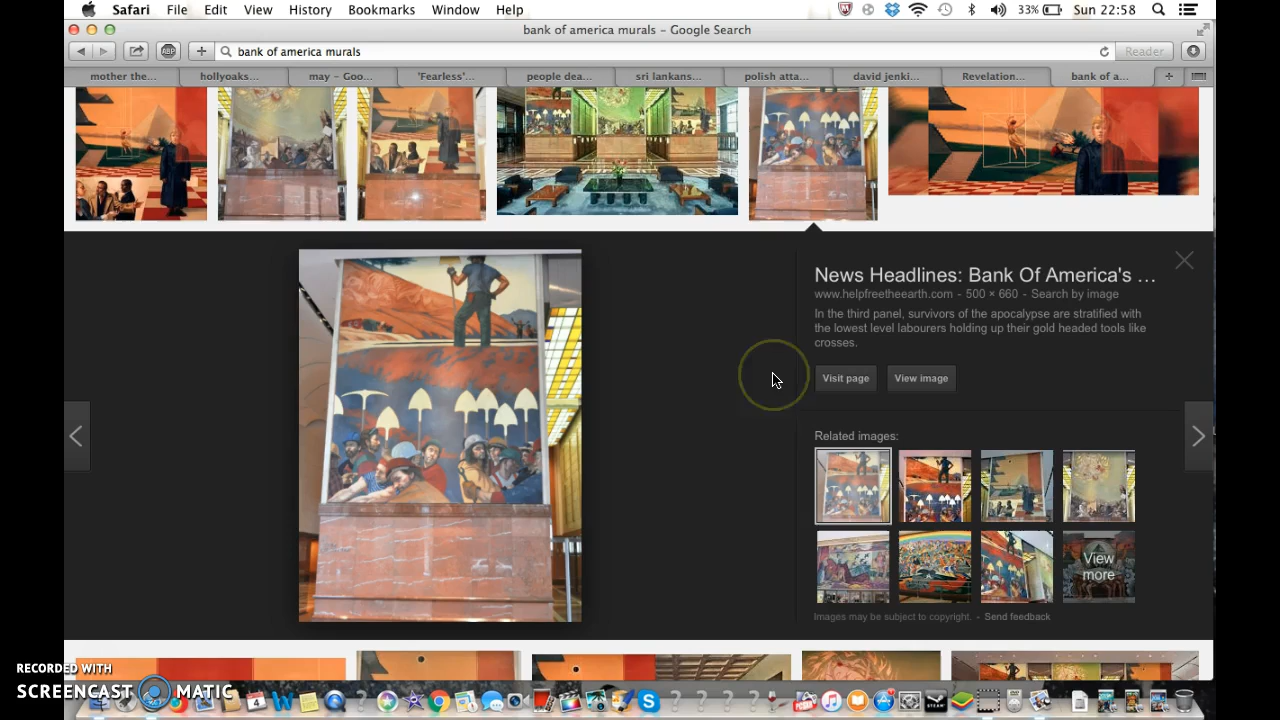 Safari File Edit View History Bookmarks Window Help 33% Sun 22:58
bank of america murals – Google Search
ABP bank of america murals Reader
mother the... hollyoaks... may – Goo... 'Fearless'... people dea... sri lankans... polish atta... david jenki... Revelation... bank of a...
News Headlines: Bank Of America's ...
www.helpfreetheearth.com - 500 × 660 - Search by image
In the third panel, survivors of the apocalypse are stratified with
the lowest level labourers holding up their gold headed tools like
crosses.
Visit page View image
Related images:
View
more
Images may be subject to copyright. - Send feedback
RECORDED WITH
SCREENCAST MATIC